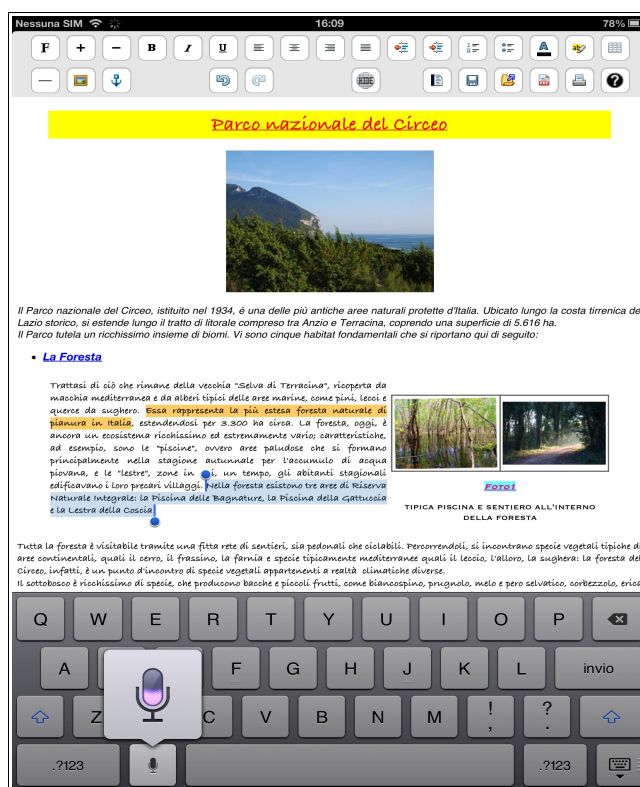 Nessuna SIM 16:09 78%
F + − B I U A
HIDE ?
Parco nazionale del Circeo
Il Parco nazionale del Circeo, istituito nel 1934, è una delle più antiche aree naturali protette d'Italia. Ubicato lungo la costa tirrenica de
Lazio storico, si estende lungo il tratto di litorale compreso tra Anzio e Terracina, coprendo una superficie di 5.616 ha.
Il Parco tutela un ricchissimo insieme di biomi. Vi sono cinque habitat fondamentali che si riportano qui di seguito:
• La Foresta
Trattasi di ciò che rimane della vecchia "Selva di Terracina", ricoperta da
macchia mediterranea e da alberi tipici delle aree marine, come pini, lecci e
querce da sughero. Essa rappresenta la più estesa foresta naturale di
pianura in Italia, estendendosi per 3.300 ha circa. La foresta, oggi, è
ancora un ecosistema ricchissimo ed estremamente vario; caratteristiche,
ad esempio, sono le "piscine", ovvero aree paludose che si formano
principalmente nella stagione autunnale per l'accumulo di acqua
piovana, e le "lestre", zone in i, un tempo, gli abitanti stagionali
edificavano i loro precari villaggi. Nella foresta esistono tre aree di Riserva
Naturale Integrale: la Piscina delle Bagnature, la Piscina della Gattuccia
e la Lestra della Coscia
Foto1
TIPICA PISCINA E SENTIERO ALL'INTERNO
DELLA FORESTA
Tutta la foresta è visitabile tramite una fitta rete di sentieri, sia pedonali che ciclabili. Percorrendoli, si incontrano specie vegetali tipiche di
aree continentali, quali il cerro, il frassino, la farnia e specie tipicamente mediterranee quali il leccio, l'alloro, la sughera: la foresta del
Circeo, infatti, è un punto d'incontro di specie vegetali appartenenti a realtà climatiche diverse.
Il sottobosco è ricchissimo di specie, che producono bacche e piccoli frutti, come biancospino, prugnolo, melo e pero selvatico, corbezzolo, erica
Q W E R T Y U I O P
A F G H J K L invio
Z C V B N M ! , ? .
.?123 .?123